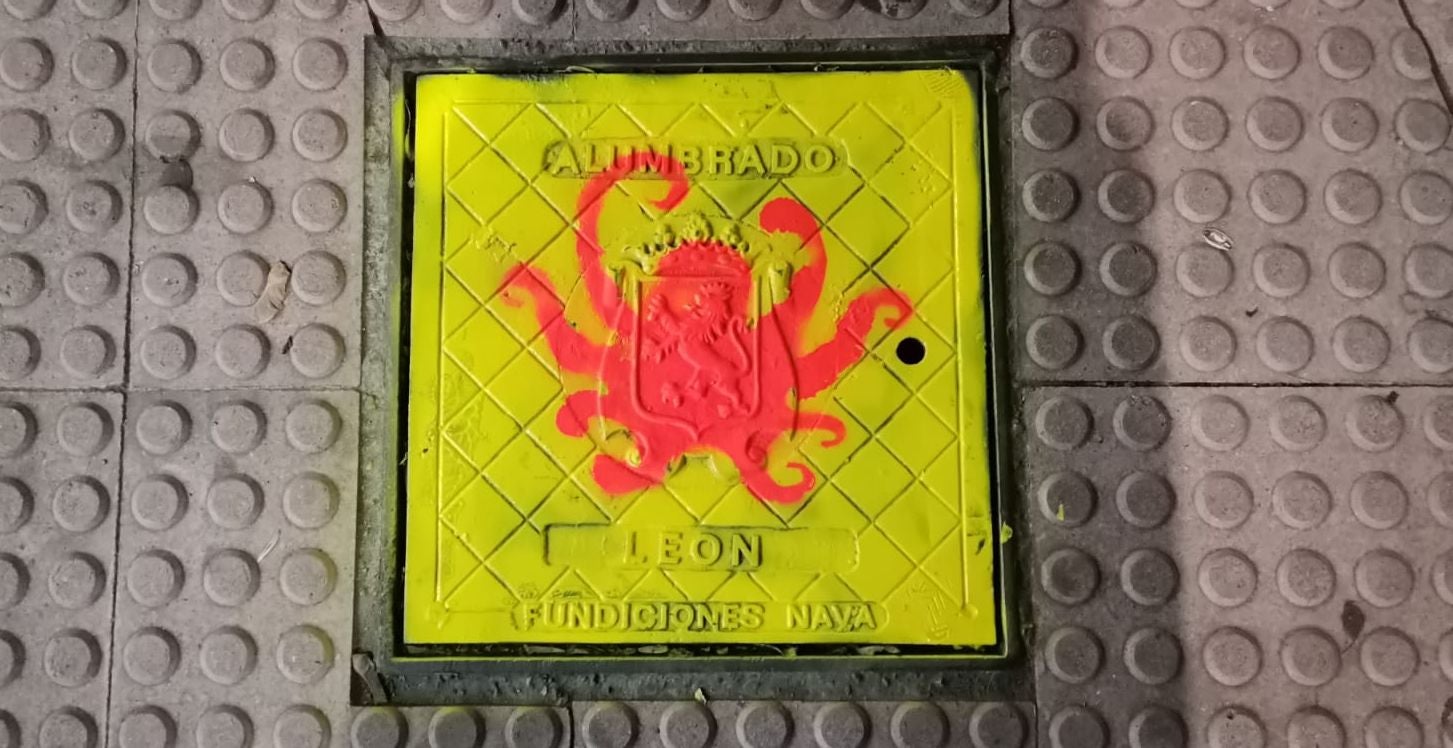 ALUMBRADO
LEON
FUNDICIONES NAVA